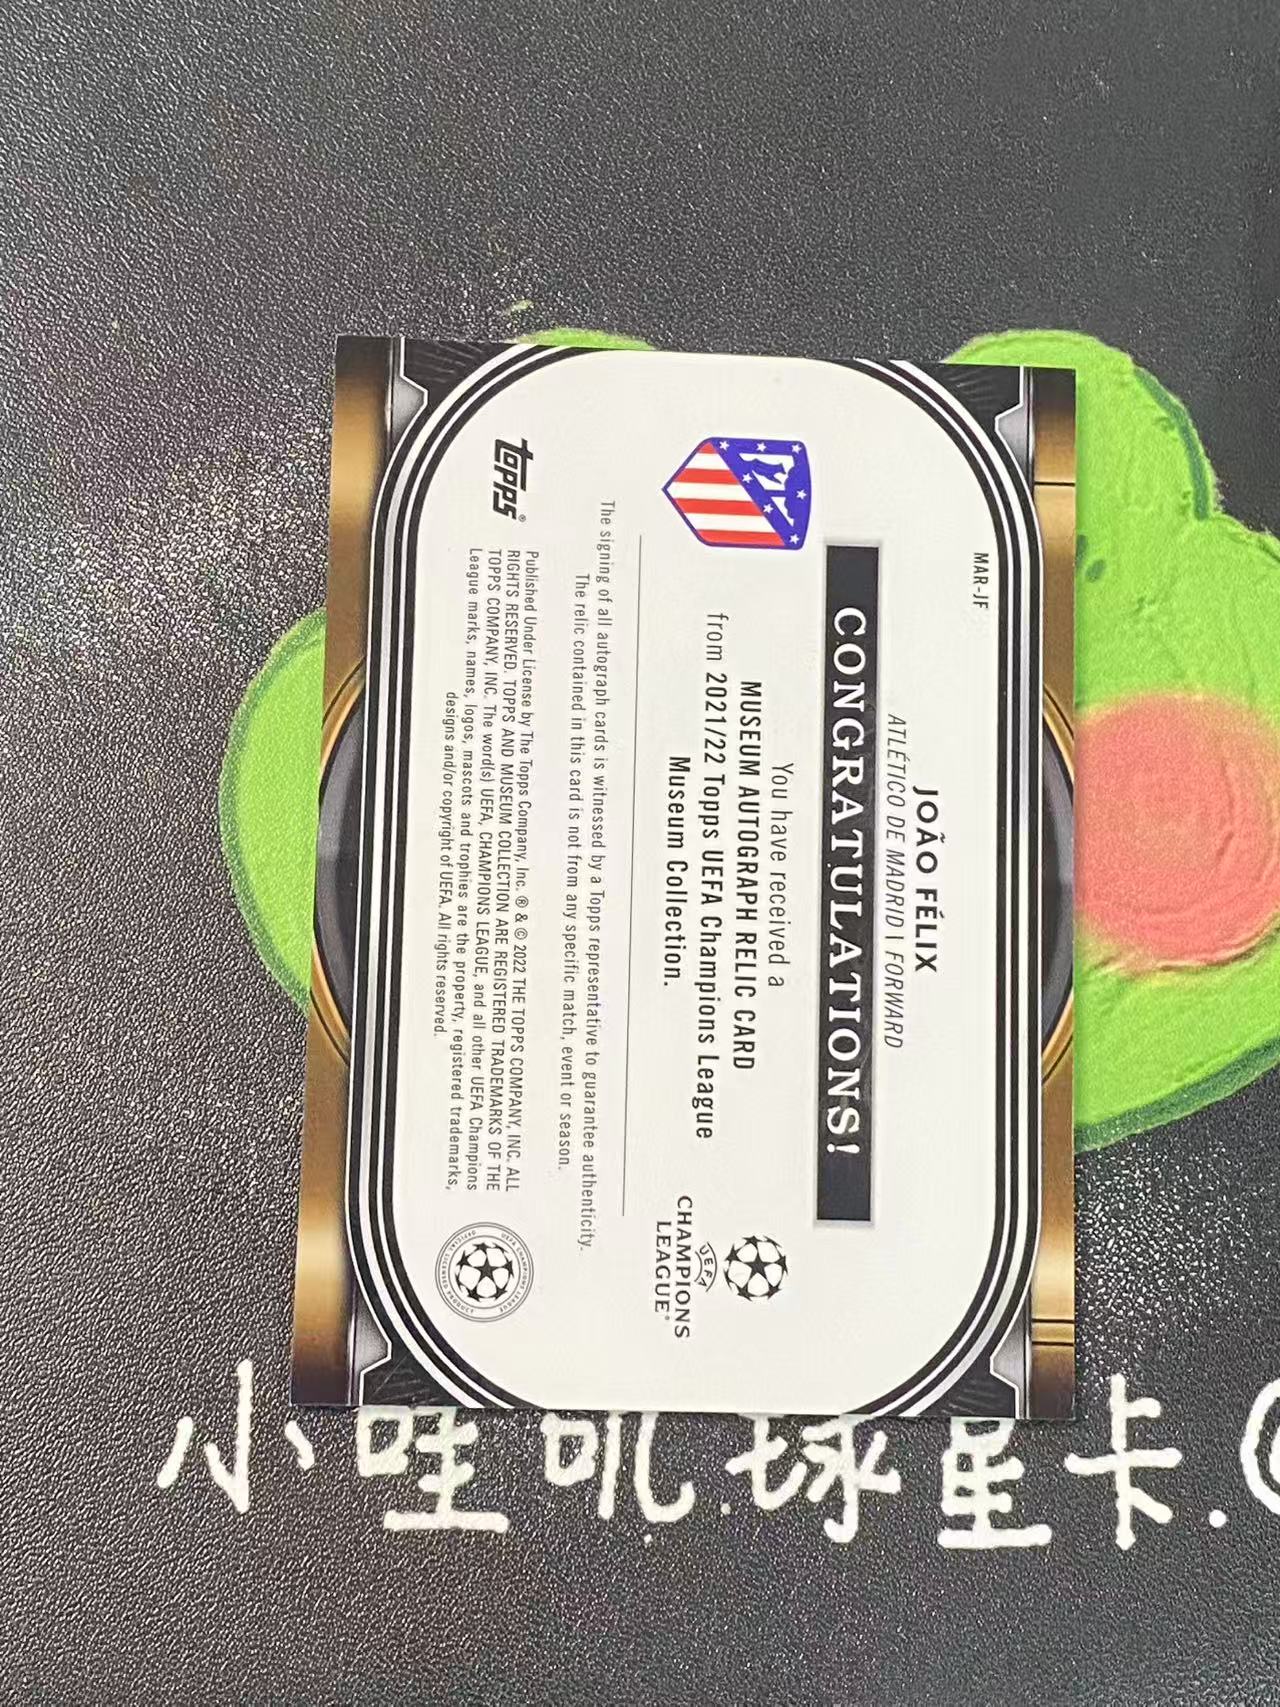 MAR-JF
JOÃO FÉLIX
ATLÉTICO DE MADRID | FORWARD
CONGRATULATIONS!
You have received a
MUSEUM AUTOGRAPH RELIC CARD
from 2021/22 Topps UEFA Champions League
Museum Collection.
UEFA
CHAMPIONS
LEAGUE®
The signing of all autograph cards is witnessed by a Topps representative to guarantee authenticity.
The relic contained in this card is not from any specific match, event or season.
topps®
Published Under License by The Topps Company, Inc. ® & © 2022 THE TOPPS COMPANY, INC. ALL
RIGHTS RESERVED. TOPPS AND MUSEUM COLLECTION ARE REGISTERED TRADEMARKS OF THE
TOPPS COMPANY, INC. The word(s) UEFA, CHAMPIONS LEAGUE, and all other UEFA Champions
League marks, names, logos, mascots and trophies are the property, registered trademarks,
designs and/or copyright of UEFA. All rights reserved.
UEFA CHAMPIONS LEAGUE
OFFICIAL LICENSED PRODUCT
小哇叽.球星卡.